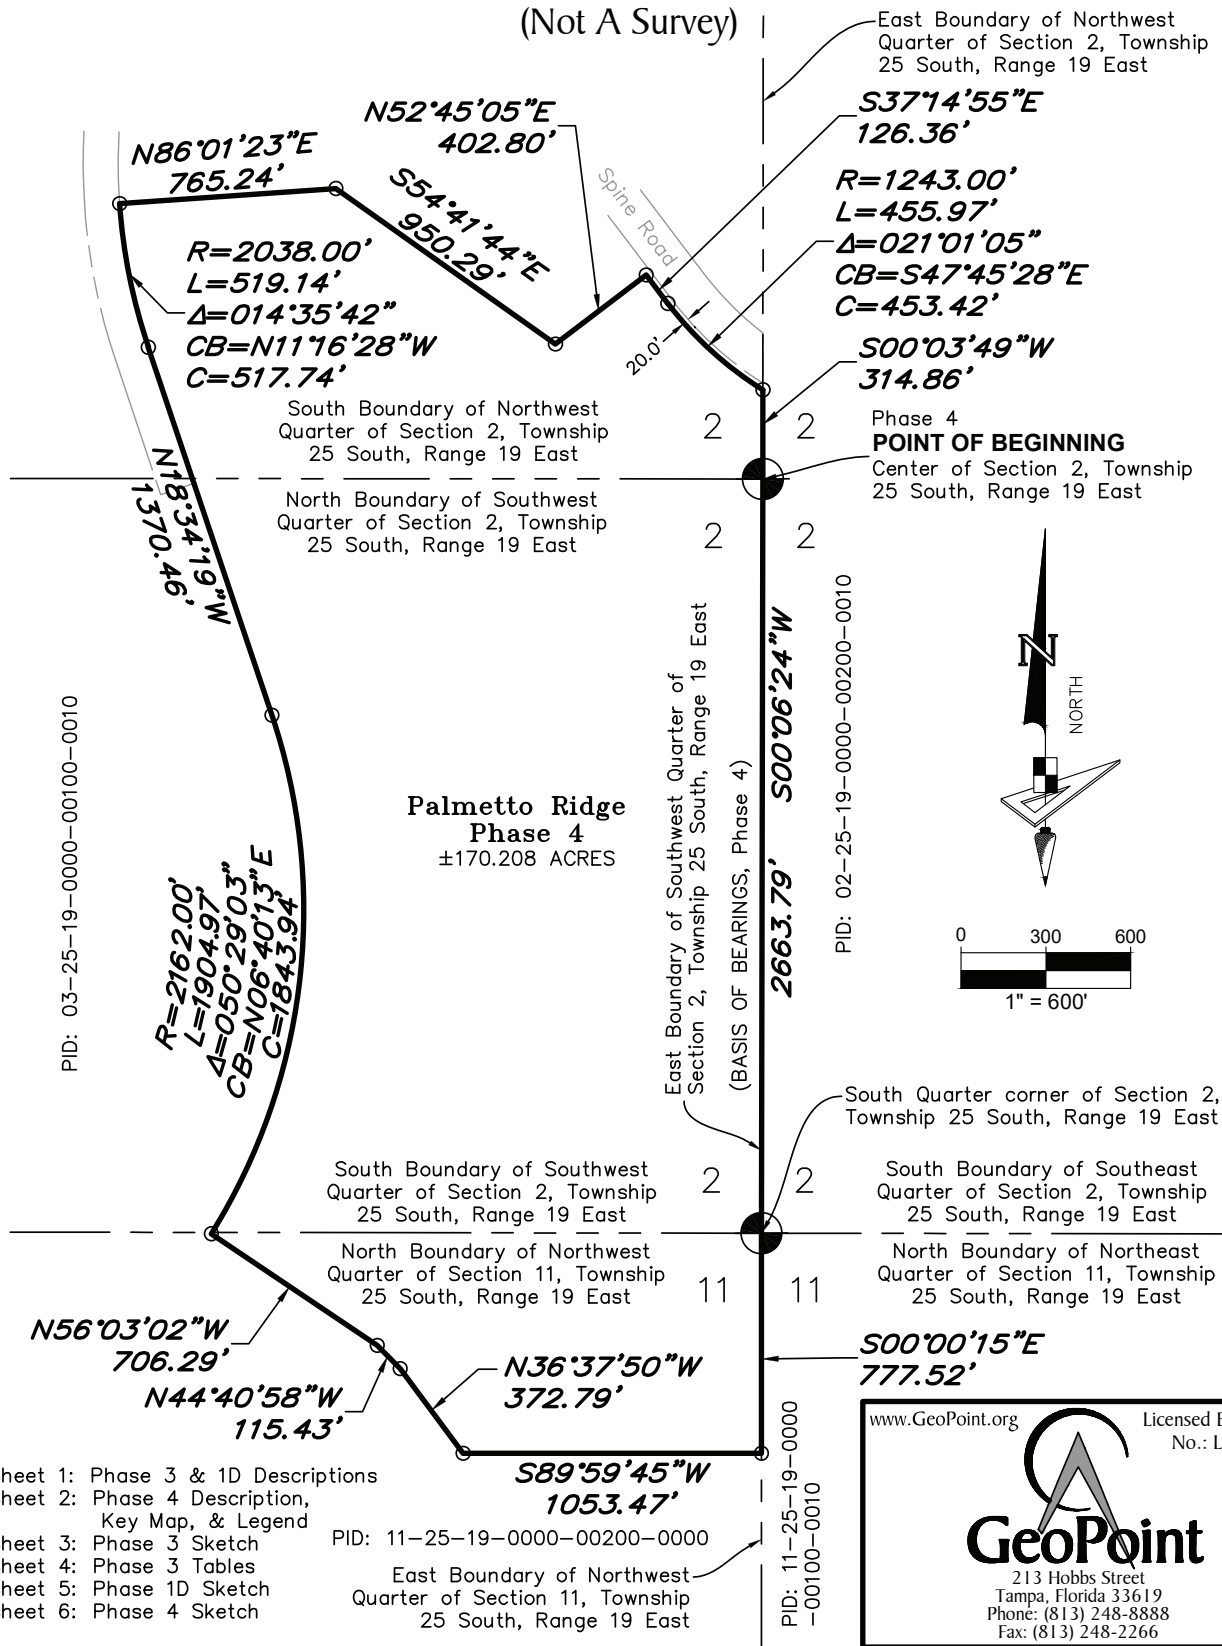 (Not A Survey)
East Boundary of Northwest
Quarter of Section 2, Township
25 South, Range 19 East
N52°45'05"E
402.80'
S37°14'55"E
126.36'
N86°01'23"E
765.24'
S54°41'44"E
950.29'
Spine Road
R=1243.00'
L=455.97'
Δ=021°01'05"
CB=S47°45'28"E
C=453.42'
R=2038.00'
L=519.14'
Δ=014°35'42"
CB=N11°16'28"W
C=517.74'
20.0'
S00°03'49"W
314.86'
South Boundary of Northwest
Quarter of Section 2, Township
25 South, Range 19 East
2 2
Phase 4
POINT OF BEGINNING
Center of Section 2, Township
25 South, Range 19 East
N18°34'19"W
1370.46'
North Boundary of Southwest
Quarter of Section 2, Township
25 South, Range 19 East
2 2
East Boundary of Southwest Quarter of
Section 2, Township 25 South, Range 19 East
(BASIS OF BEARINGS, Phase 4)
2663.79' S00°06'24"W
PID: 02-25-19-0000-00200-0010
N
NORTH
PID: 03-25-19-0000-00100-0010
Palmetto Ridge
Phase 4
±170.208 ACRES
R=2162.00'
L=1904.97'
Δ=050°29'03"
CB=N06°40'13"E
C=1843.94'
0 300 600
1" = 600'
South Quarter corner of Section 2,
Township 25 South, Range 19 East
South Boundary of Southwest
Quarter of Section 2, Township
25 South, Range 19 East
2 2
South Boundary of Southeast
Quarter of Section 2, Township
25 South, Range 19 East
North Boundary of Northwest
Quarter of Section 11, Township
25 South, Range 19 East
11 11
North Boundary of Northeast
Quarter of Section 11, Township
25 South, Range 19 East
N56°03'02"W
706.29'
N44°40'58"W
115.43'
N36°37'50"W
372.79'
S00°00'15"E
777.52'
S89°59'45"W
1053.47'
heet 1: Phase 3 & 1D Descriptions
heet 2: Phase 4 Description,
Key Map, & Legend
heet 3: Phase 3 Sketch
heet 4: Phase 3 Tables
heet 5: Phase 1D Sketch
heet 6: Phase 4 Sketch
PID: 11-25-19-0000-00200-0000
East Boundary of Northwest
Quarter of Section 11, Township
25 South, Range 19 East
PID: 11-25-19-0000
-00100-0010
www.GeoPoint.org
Licensed
No.: L
GeoPoint
213 Hobbs Street
Tampa, Florida 33619
Phone: (813) 248-8888
Fax: (813) 248-2266